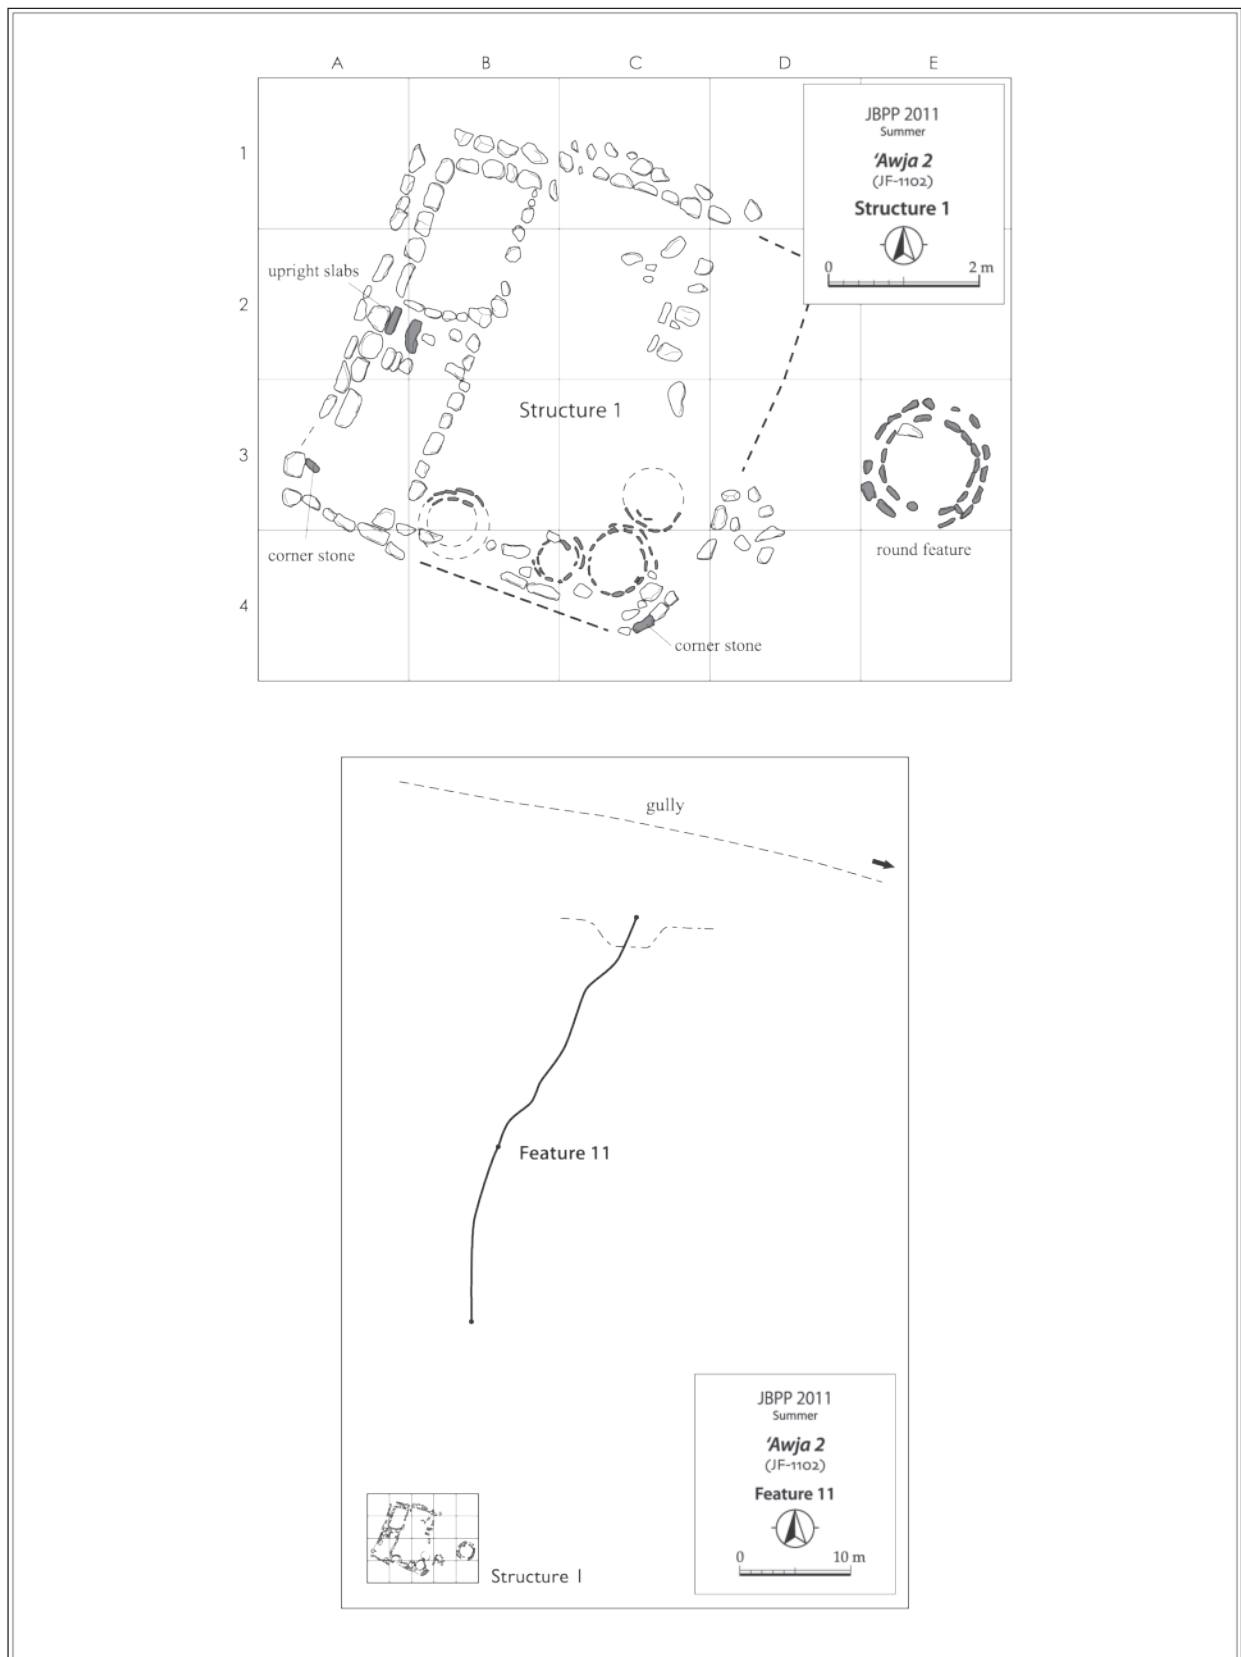 A B C D E
1
2
3
4
JBPP 2011
Summer
'Awja 2
(JF-1102)
Structure 1
0 2 m
upright slabs
Structure 1
corner stone
round feature
corner stone
gully
Feature 11
JBPP 2011
Summer
'Awja 2
(JF-1102)
Feature 11
0 10 m
Structure 1